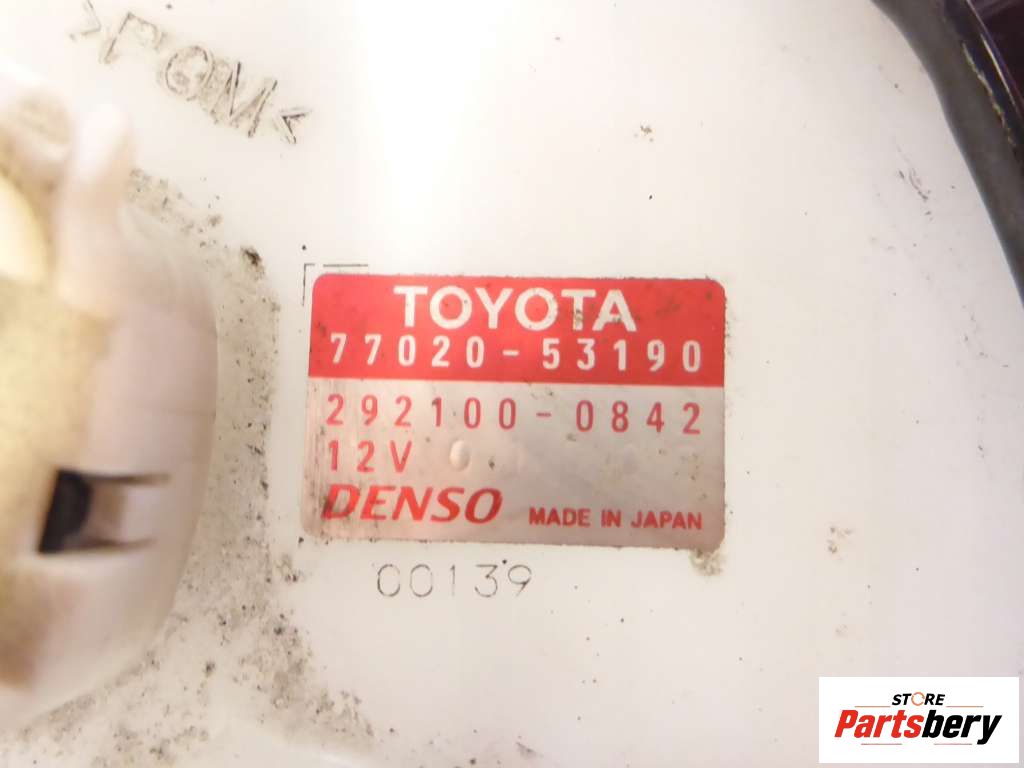 >POM<
TOYOTA
77020-53190
292100-0842
12V
DENSO MADE IN JAPAN
00139
STORE
Partsbery